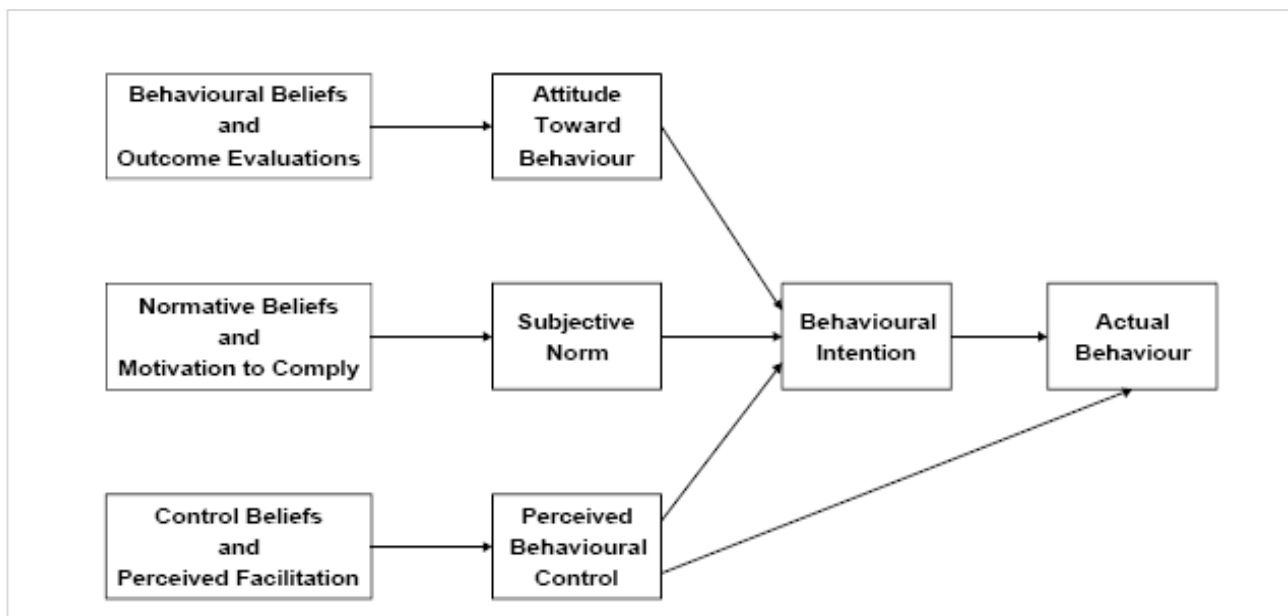 Behavioural Beliefs
and
Outcome Evaluations
Attitude
Toward
Behaviour
Normative Beliefs
and
Motivation to Comply
Subjective
Norm
Behavioural
Intention
Actual
Behaviour
Control Beliefs
and
Perceived Facilitation
Perceived
Behavioural
Control